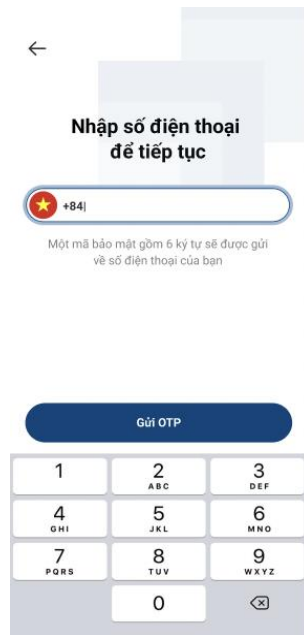 Nhập số điện thoại
để tiếp tục
+84
Một mã bảo mật gồm 6 ký tự sẽ được gửi
về số điện thoại của bạn
Gửi OTP
1 2 3
ABC DEF
4 5 6
GHI JKL MNO
7 8 9
PQRS TUV WXYZ
0